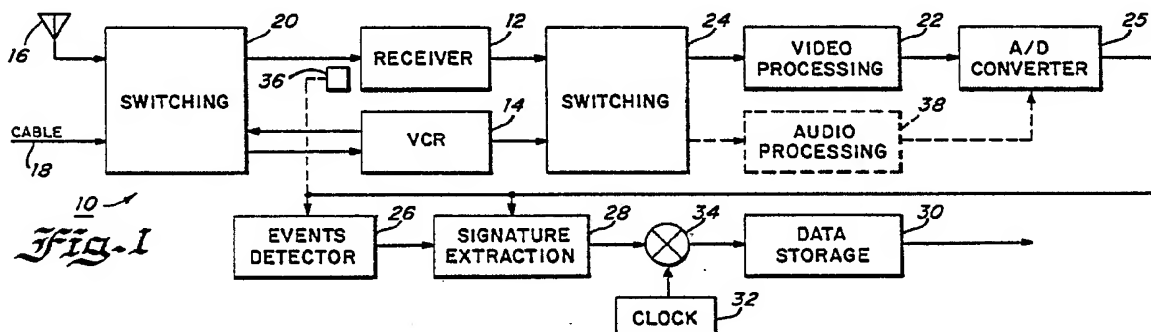 16
20
SWITCHING
CABLE
18
36
12
RECEIVER
VCR
14
24
SWITCHING
22
VIDEO
PROCESSING
38
AUDIO
PROCESSING
25
A/D
CONVERTER
10
Fig-1
26
EVENTS
DETECTOR
28
SIGNATURE
EXTRACTION
34
30
DATA
STORAGE
CLOCK
32